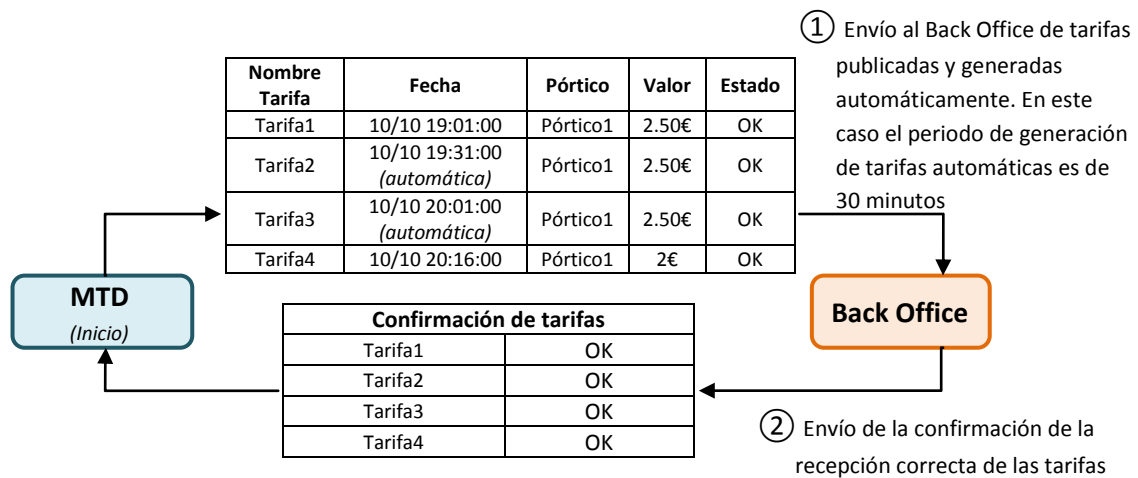 ① Envío al Back Office de tarifas
publicadas y generadas
automáticamente. En este
caso el periodo de generación
de tarifas automáticas es de
30 minutos
Nombre Tarifa Fecha Pórtico Valor Estado
Tarifa1 10/10 19:01:00 Pórtico1 2.50€ OK
Tarifa2 10/10 19:31:00 (automática) Pórtico1 2.50€ OK
Tarifa3 10/10 20:01:00 (automática) Pórtico1 2.50€ OK
Tarifa4 10/10 20:16:00 Pórtico1 2€ OK
MTD
(Inicio)
Back Office
Confirmación de tarifas
Tarifa1 OK
Tarifa2 OK
Tarifa3 OK
Tarifa4 OK
② Envío de la confirmación de la
recepción correcta de las tarifas